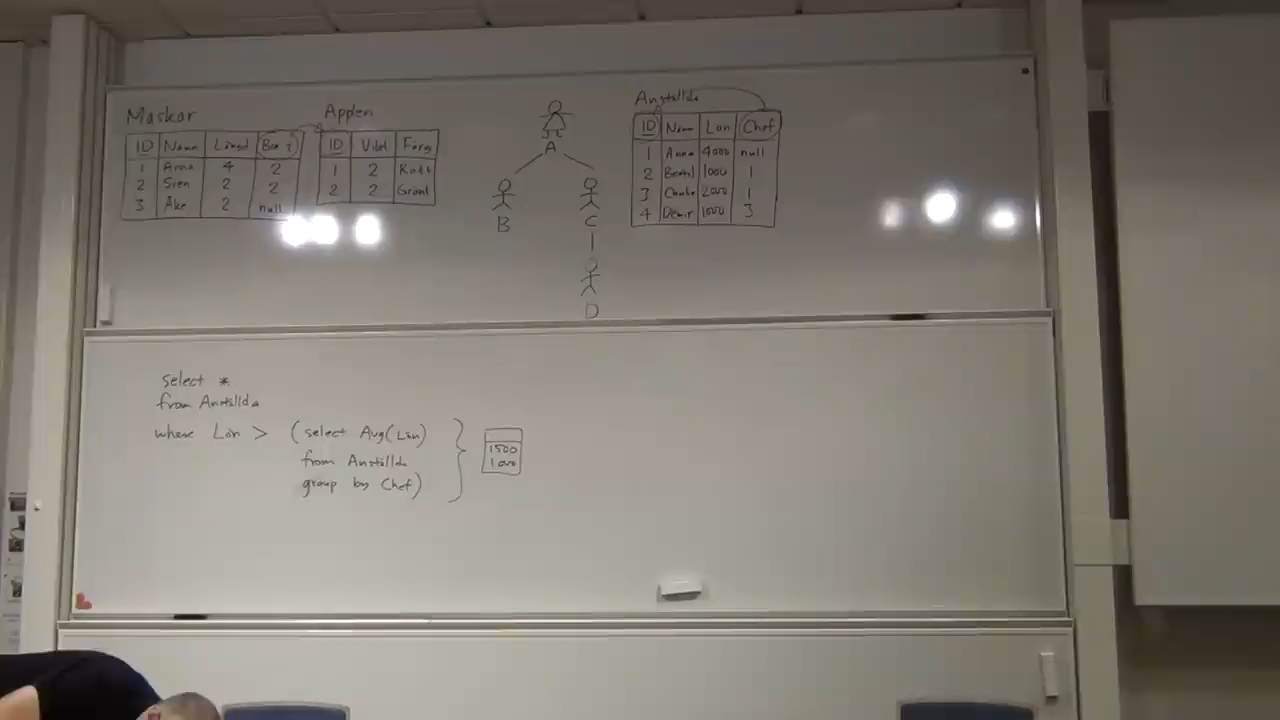 Maskar
ID Namn Längd Bor i
1 Anna 4 2
2 Sven 2 2
3 Åke 2 null
Äpplen
ID Vikt Färg
1 2 Rött
2 2 Grönt
A
B
C
D
Anställda
ID Namn Lön Chef
1 Anna 4000 null
2 Bertil 1000 1
3 2000 1
4 1000 3
select *
from Anställda
where Lön > (select Avg(Lön)
from Anställda
group by Chef)
1500
1000